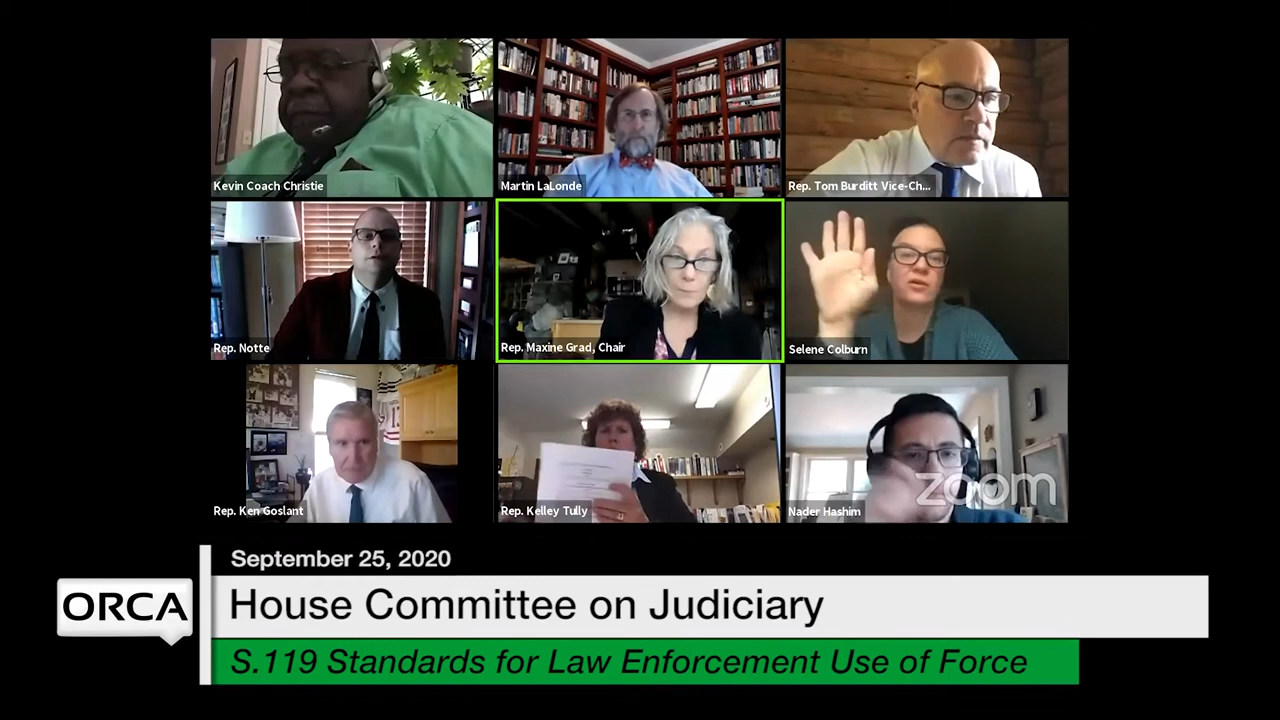 Kevin Coach Christie
Martin LaLonde
Rep. Tom Burditt Vice-Ch...
Rep. Notte
Rep. Maxine Grad, Chair
Selene Colburn
Rep. Ken Goslant
Rep. Kelley Tully
Nader Hashim
zoom
September 25, 2020
ORCA
House Committee on Judiciary
S.119 Standards for Law Enforcement Use of Force